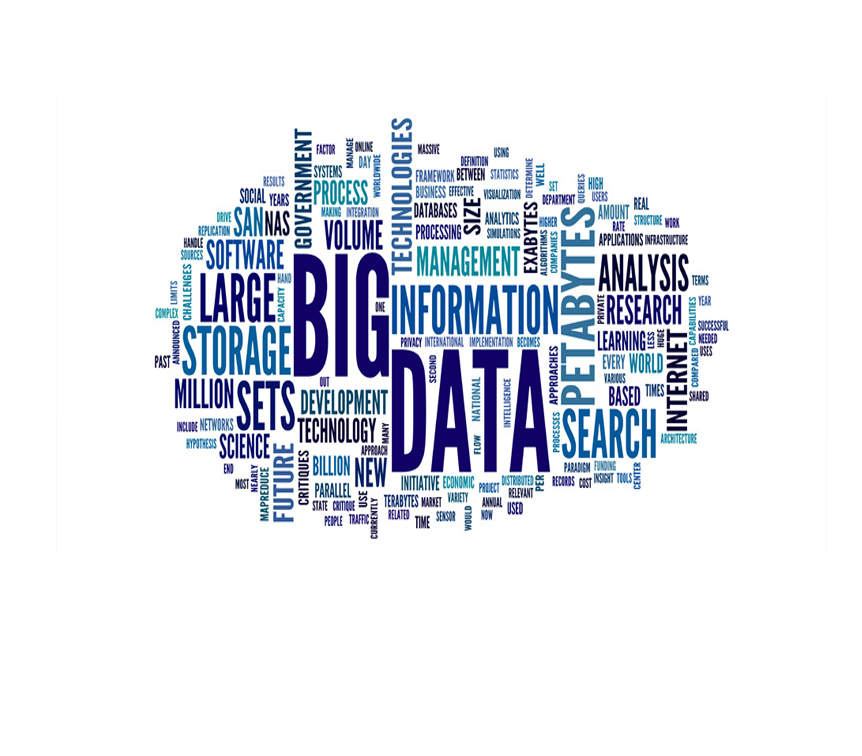 TECHNOLOGIES
GOVERNMENT
FACTOR
MANAGE
ONLINE
DAY
WORLDWIDE
SYSTEMS
PROCESS
MAKING
INTEGRATION
VOLUME
MASSIVE
DEFINITION
USING
FRAMEWORK
BETWEEN
STATISTICS
BUSINESS
EFFECTIVE
VISUALIZATION
DETERMINE
WELL
DATABASES
SIZE
ANALYTICS
PROCESSING
SIMULATIONS
EXABYTES
ALGORITHMS
HIGHER
COMPANIES
MANAGEMENT
SET
DEPARTMENT
QUERIES
HIGH
USERS
AMOUNT
REAL
RATE
STRUCTURE
WORK
APPLICATIONS
INFRASTRUCTURE
RESULTS
SOCIAL
YEARS
DRIVE
SAN
NAS
REPLICATION
HANDLE
SOURCES
SOFTWARE
CHALLENGES
LIMITS
COMPLEX
LARGE
HAND
CAPACITY
BIG
ONE
INFORMATION
PETABYTES
ANALYSIS
TERMS
PRIVATE
RESEARCH
CAPABILITIES
YEAR
ANNOUNCED
PAST
STORAGE
PRIVACY
INTERNATIONAL
IMPLEMENTATION
BECOMES
DATA
SECOND
NATIONAL
INTELLIGENCE
FLOW
APPROACHES
LEARNING
LESS
HUGE
INTERNET
SUCCESSFUL
NEEDED
USES
COMPARED
EVERY
WORLD
VARIOUS
BASED
TIMES
SHARED
MILLION
SETS
OUT
DEVELOPMENT
TECHNOLOGY
MANY
APPROACH
INCLUDE
NETWORKS
HYPOTHESIS
SCIENCE
PROCESSES
SEARCH
ARCHITECTURE
END
MOST
NEARLY
MAPREDUCE
FUTURE
CRITIQUES
BILLION
NEW
PARALLEL
USE
STATE
CRITIQUE
PEOPLE
TRAFFIC
CURRENTLY
INITIATIVE
ECONOMIC
PROJECT
DISTRIBUTED
PER
TERABYTES
MARKET
VARIETY
RELEVANT
ANNUAL
USED
RELATED
TIME
SENSOR
WOULD
NOW
PARADIGM
FUNDING
RECORDS
COST
INSIGHT
TOOLS
CENTER